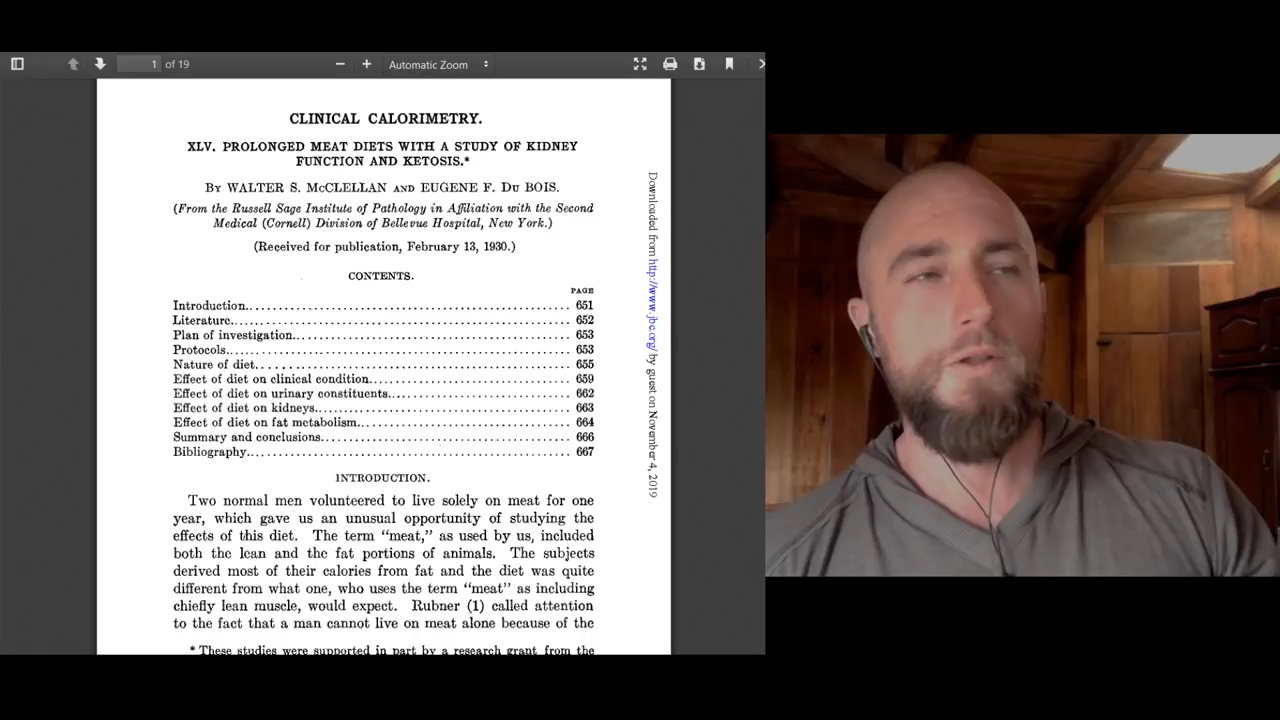 1 of 19
Automatic Zoom
CLINICAL CALORIMETRY.
XLV. PROLONGED MEAT DIETS WITH A STUDY OF KIDNEY
FUNCTION AND KETOSIS.*
BY WALTER S. McCLELLAN AND EUGENE F. DU BOIS.
(From the Russell Sage Institute of Pathology in Affiliation with the Second
Medical (Cornell) Division of Bellevue Hospital, New York.)
(Received for publication, February 13, 1930.)
CONTENTS.
PAGE
Introduction.................................................. 651
Literature.................................................... 652
Plan of investigation......................................... 653
Protocols..................................................... 653
Nature of diet................................................ 655
Effect of diet on clinical condition.......................... 659
Effect of diet on urinary constituents........................ 662
Effect of diet on kidneys..................................... 663
Effect of diet on fat metabolism.............................. 664
Summary and conclusions....................................... 666
Bibliography.................................................. 667
INTRODUCTION.
Two normal men volunteered to live solely on meat for one
year, which gave us an unusual opportunity of studying the
effects of this diet. The term "meat," as used by us, included
both the lean and the fat portions of animals. The subjects
derived most of their calories from fat and the diet was quite
different from what one, who uses the term "meat" as including
chiefly lean muscle, would expect. Rubner (1) called attention
to the fact that a man cannot live on meat alone because of the
* These studies were supported in part by a research grant from the
Downloaded from http://www.jbc.org/ by guest on November 4, 2019